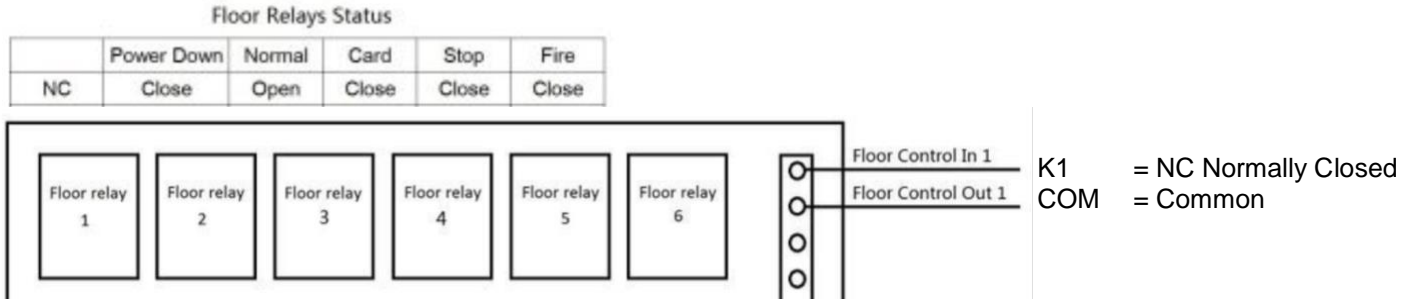 Floor Relays Status
Power Down Normal Card Stop Fire
NC Close Open Close Close Close
Floor relay 1
Floor relay 2
Floor relay 3
Floor relay 4
Floor relay 5
Floor relay 6
Floor Control In 1
K1 = NC Normally Closed
Floor Control Out 1
COM = Common